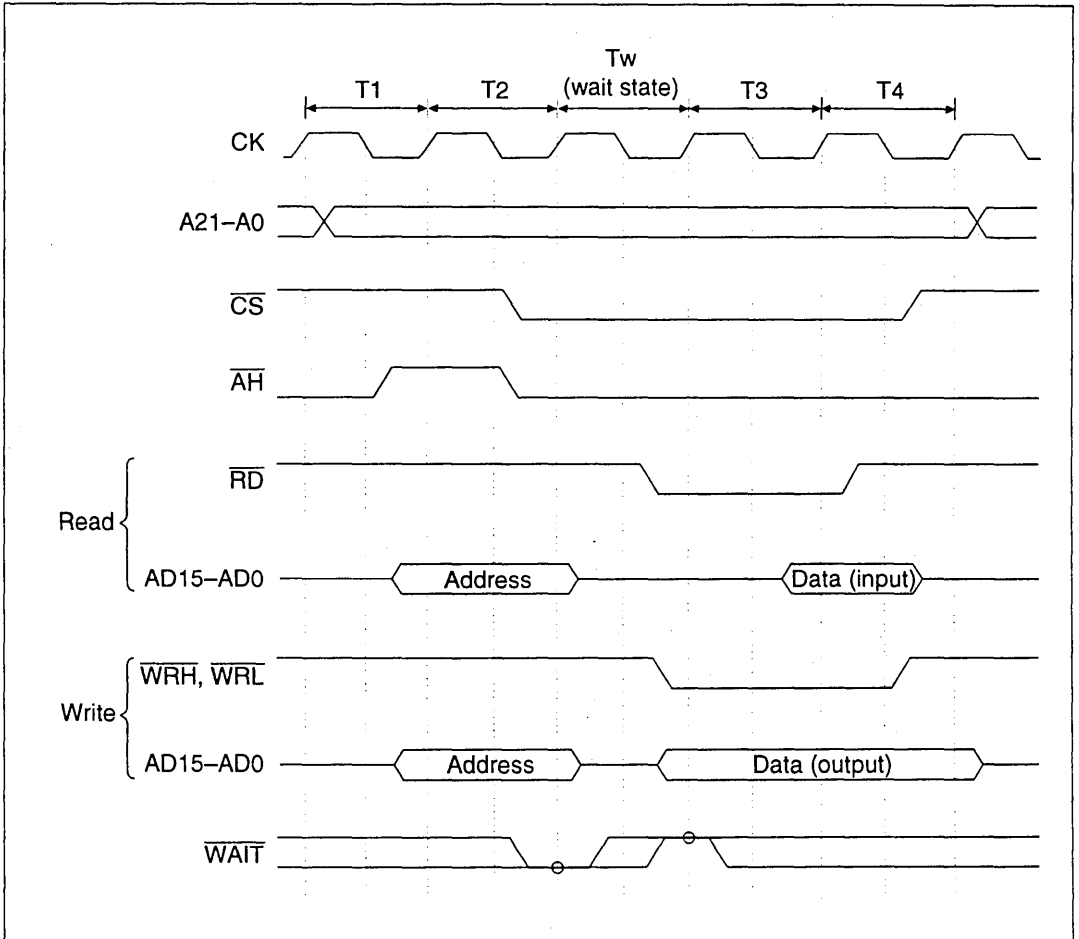 Tw
(wait state)
T1 T2 T3 T4
CK
A21–A0
CS
AH
RD
Read
AD15–AD0 Address Data (input)
WRH, WRL
Write
AD15–AD0 Address Data (output)
WAIT